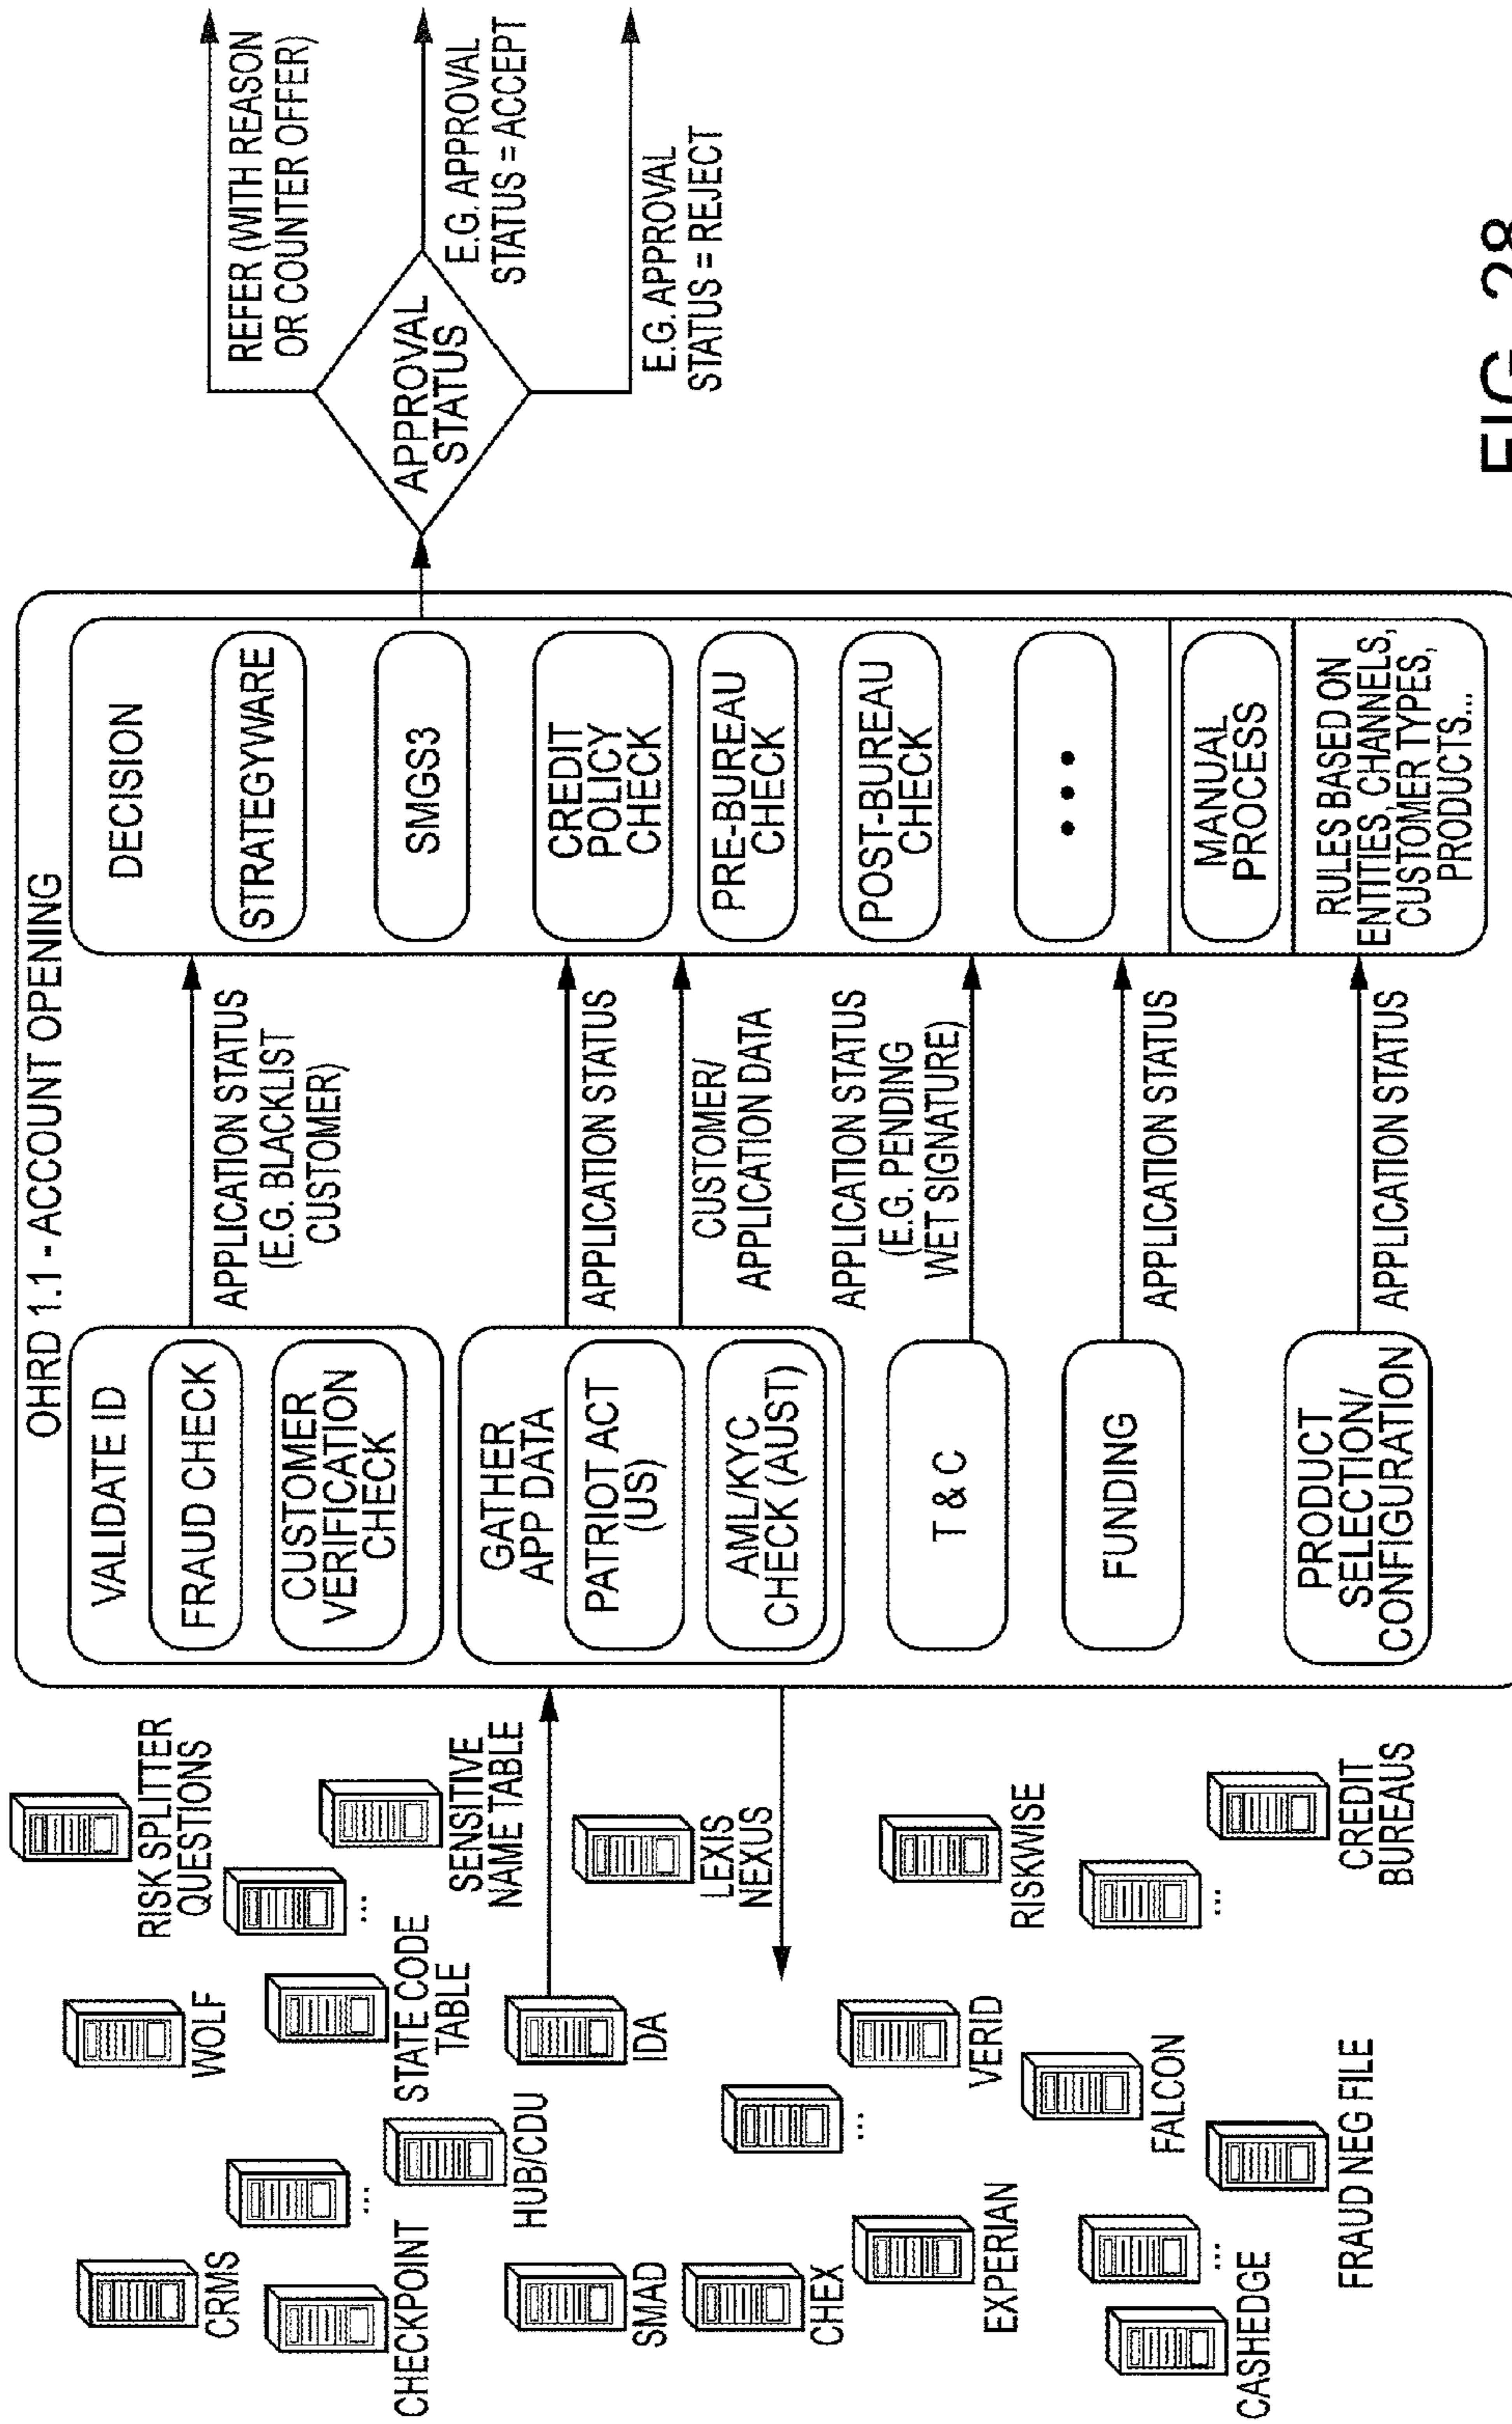 CRMS
CHECKPOINT
...
WOLF
STATE CODE
TABLE
RISK SPLITTER
QUESTIONS
...
SENSITIVE
NAME TABLE
HUB/CDU
IDA
SMAD
CHEX
LEXIS
NEXUS
...
EXPERIAN
VERID
RISKWISE
FALCON
...
CASHEDGE
...
FRAUD NEG FILE
CREDIT
BUREAUS
OHRD 1.1 - ACCOUNT OPENING
VALIDATE ID
FRAUD CHECK
CUSTOMER
VERIFICATION
CHECK
GATHER
APP DATA
PATRIOT ACT
(US)
AML/KYC
CHECK (AUST)
T & C
FUNDING
PRODUCT
SELECTION/
CONFIGURATION
APPLICATION STATUS
(E.G. BLACKLIST
CUSTOMER)
APPLICATION STATUS
CUSTOMER/
APPLICATION DATA
APPLICATION STATUS
(E.G. PENDING
WET SIGNATURE)
APPLICATION STATUS
APPLICATION STATUS
DECISION
STRATEGYWARE
SMGS3
CREDIT
POLICY
CHECK
PRE-BUREAU
CHECK
POST-BUREAU
CHECK
•••
MANUAL
PROCESS
RULES BASED ON
ENTITIES, CHANNELS,
CUSTOMER TYPES,
PRODUCTS...
APPROVAL
STATUS
REFER (WITH REASON
OR COUNTER OFFER)
E.G. APPROVAL
STATUS = ACCEPT
E.G. APPROVAL
STATUS = REJECT
FIG. 28